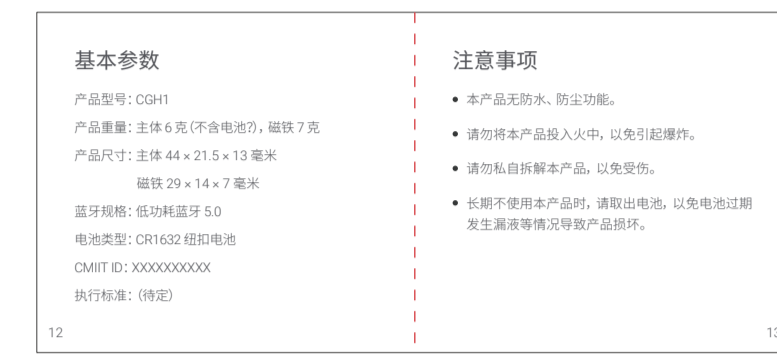 基本参数
产品型号：CGH1
产品重量：主体 6 克（不含电池?），磁铁 7 克
产品尺寸：主体 44 × 21.5 × 13 毫米
磁铁 29 × 14 × 7 毫米
蓝牙规格：低功耗蓝牙 5.0
电池类型：CR1632 纽扣电池
CMIIT ID：XXXXXXXXXX
执行标准：（待定）
12
注意事项
• 本产品无防水、防尘功能。
• 请勿将本产品投入火中，以免引起爆炸。
• 请勿私自拆解本产品，以免受伤。
• 长期不使用本产品时，请取出电池，以免电池过期
发生漏液等情况导致产品损坏。
13